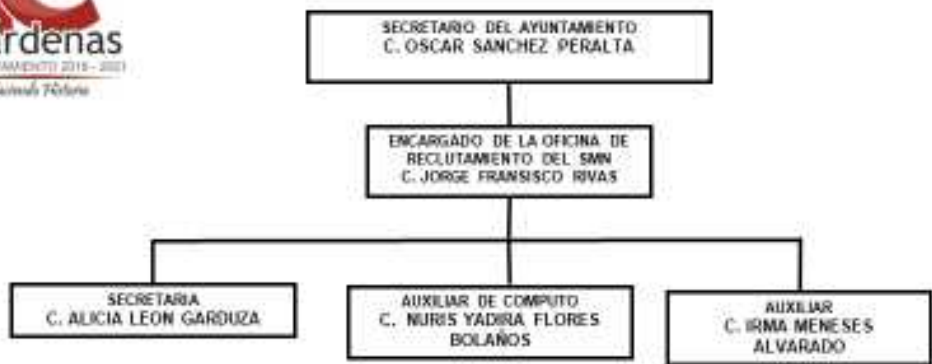 rdenas
SECRETARIO DEL AYUNTAMIENTO
C. OSCAR SANCHEZ PERALTA
ENCARGADO DE LA OFICINA DE
RECLUTAMIENTO DEL SMN
C. JORGE FRANSISCO RIVAS
SECRETARIA
C. ALICIA LEON GARDUZA
AUXILIAR DE COMPUTO
C. NURIS YADIRA FLORES
BOLAÑOS
AUXILIAR
C. IRMA MENESES
ALVARADO